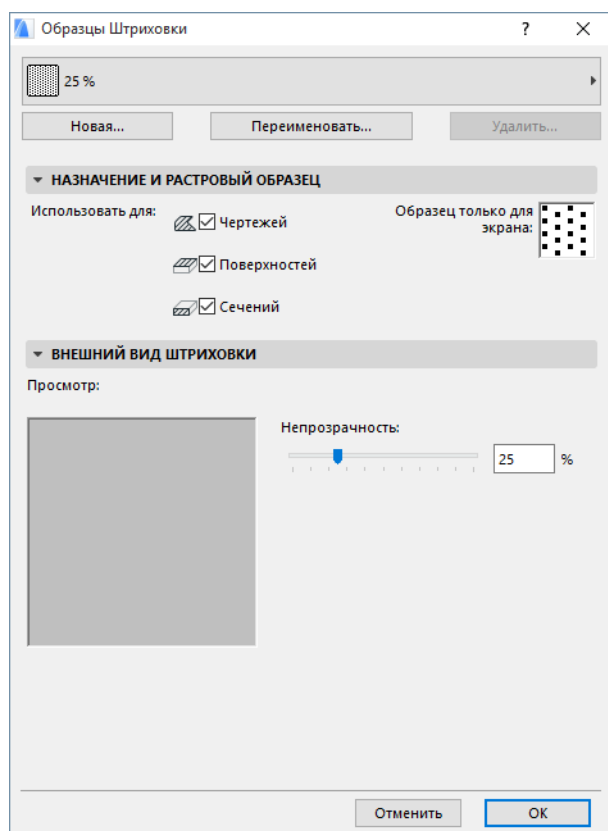 Образцы Штриховки
?
25 %
Новая...
Переименовать...
Удалить...
НАЗНАЧЕНИЕ И РАСТРОВЫЙ ОБРАЗЕЦ
Использовать для:
Чертежей
Поверхностей
Сечений
Образец только для
экрана:
ВНЕШНИЙ ВИД ШТРИХОВКИ
Просмотр:
Непрозрачность:
25 %
Отменить
ОК